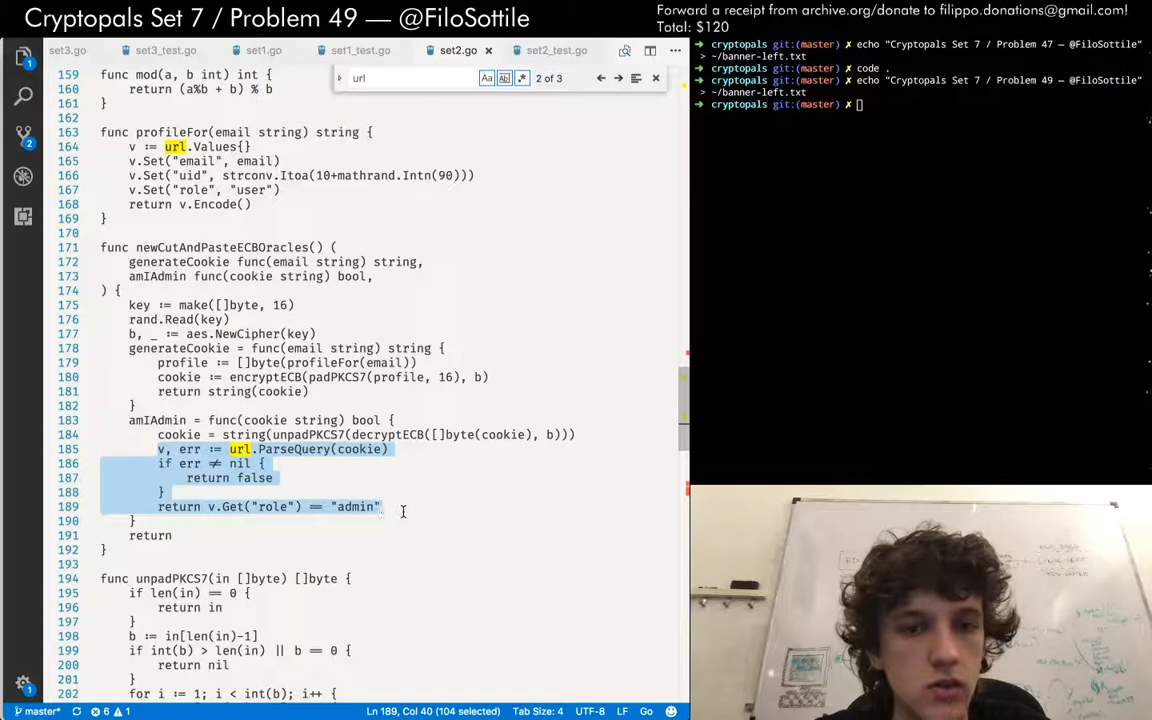 Cryptopals Set 7 / Problem 49 — @FiloSottile
Forward a receipt from archive.org/donate to filippo.donations@gmail.com!
Total: $120
set3.go
set3_test.go
set1.go
set1_test.go
set2.go
set2_test.go
url
2 of 3
➜ cryptopals git:(master) ✗ echo "Cryptopals Set 7 / Problem 47 — @FiloSottile"
> ~/banner-left.txt
➜ cryptopals git:(master) ✗ code .
➜ cryptopals git:(master) ✗ echo "Cryptopals Set 7 / Problem 49 — @FiloSottile"
> ~/banner-left.txt
➜ cryptopals git:(master) ✗
159 func mod(a, b int) int {
160 return (a%b + b) % b
161 }
162
163 func profileFor(email string) string {
164 v := url.Values{}
165 v.Set("email", email)
166 v.Set("uid", strconv.Itoa(10+mathrand.Intn(90)))
167 v.Set("role", "user")
168 return v.Encode()
169 }
170
171 func newCutAndPasteECBOracles() (
172 generateCookie func(email string) string,
173 amIAdmin func(cookie string) bool,
174 ) {
175 key := make([]byte, 16)
176 rand.Read(key)
177 b, _ := aes.NewCipher(key)
178 generateCookie = func(email string) string {
179 profile := []byte(profileFor(email))
180 cookie := encryptECB(padPKCS7(profile, 16), b)
181 return string(cookie)
182 }
183 amIAdmin = func(cookie string) bool {
184 cookie = string(unpadPKCS7(decryptECB([]byte(cookie), b)))
185 v, err := url.ParseQuery(cookie)
186 if err ≠ nil {
187 return false
188 }
189 return v.Get("role") == "admin"
190 }
191 return
192 }
193
194 func unpadPKCS7(in []byte) []byte {
195 if len(in) == 0 {
196 return in
197 }
198 b := in[len(in)-1]
199 if int(b) > len(in) || b == 0 {
200 return nil
201 }
202 for i := 1; i < int(b); i++ {
master* 6 1 Ln 189, Col 40 (104 selected) Tab Size: 4 UTF-8 LF Go